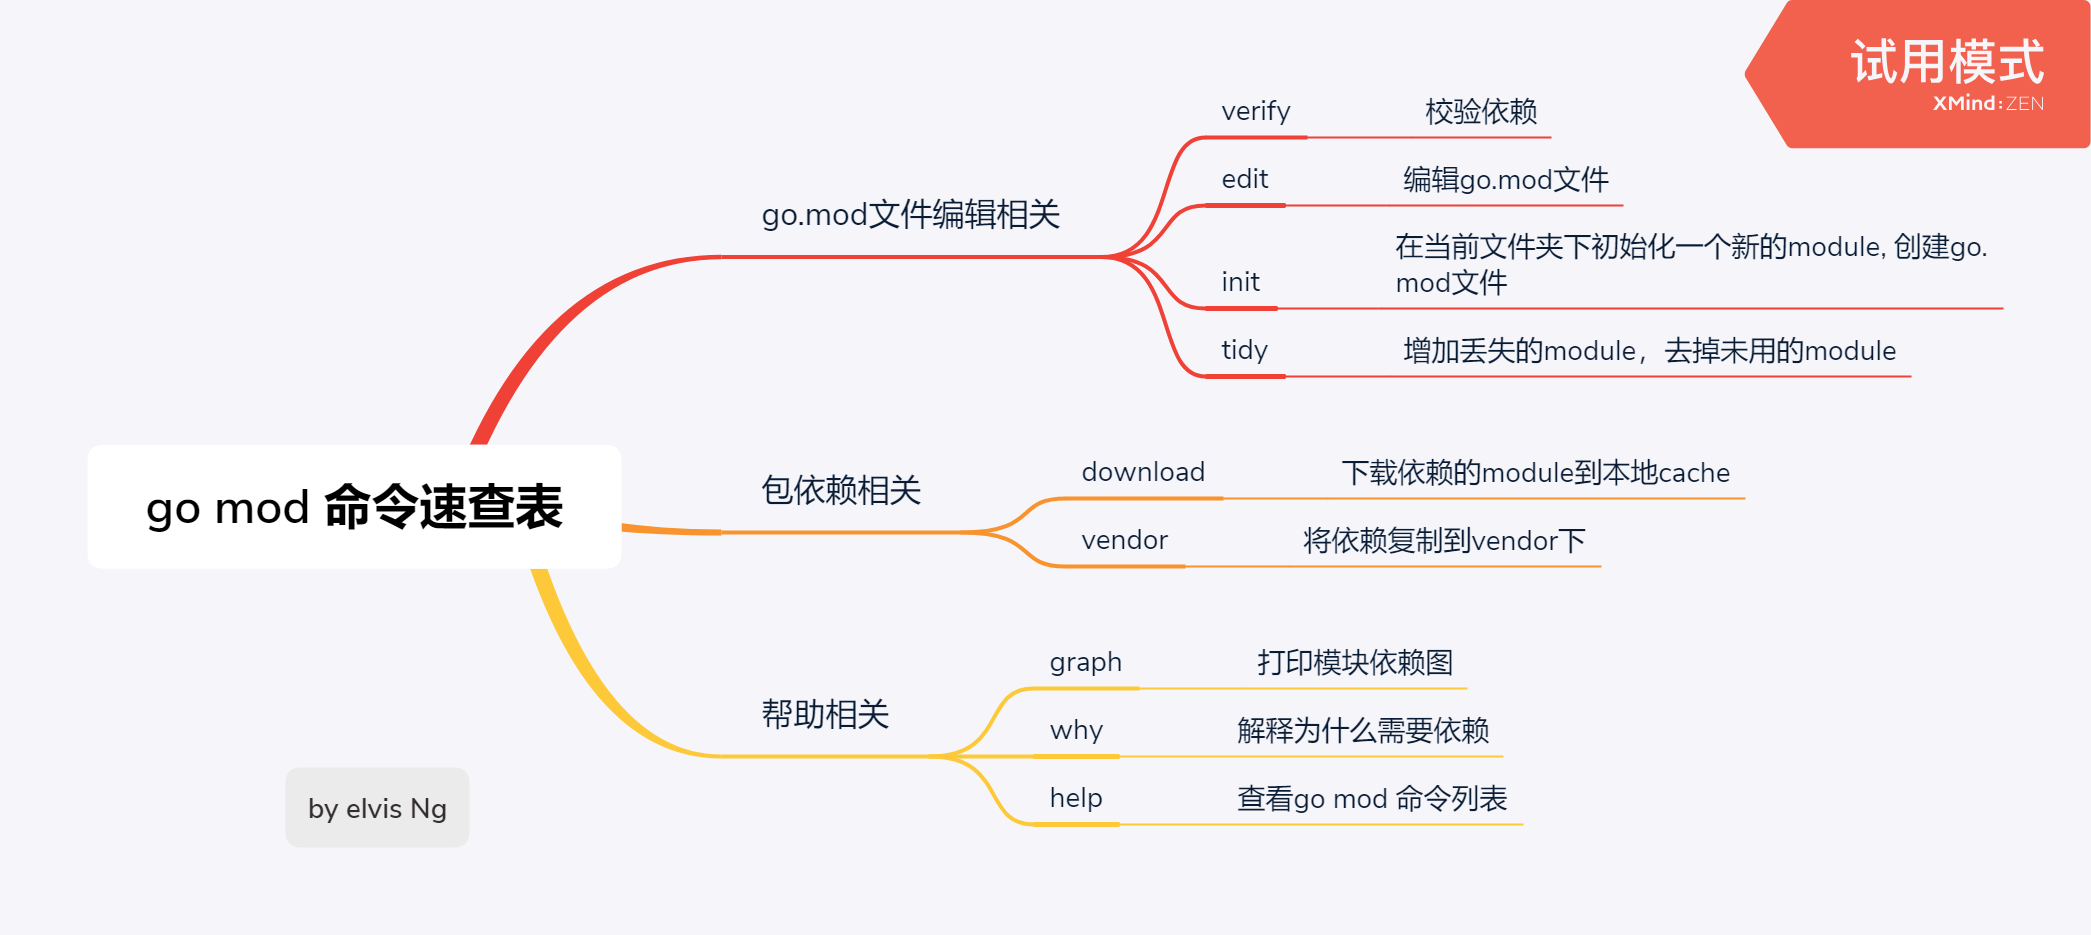 试用模式
XMind:ZEN
go mod 命令速查表
go.mod文件编辑相关
verify 校验依赖
edit 编辑go.mod文件
init 在当前文件夹下初始化一个新的module, 创建go.
mod文件
tidy 增加丢失的module，去掉未用的module
包依赖相关
download 下载依赖的module到本地cache
vendor 将依赖复制到vendor下
帮助相关
graph 打印模块依赖图
why 解释为什么需要依赖
help 查看go mod 命令列表
by elvis Ng